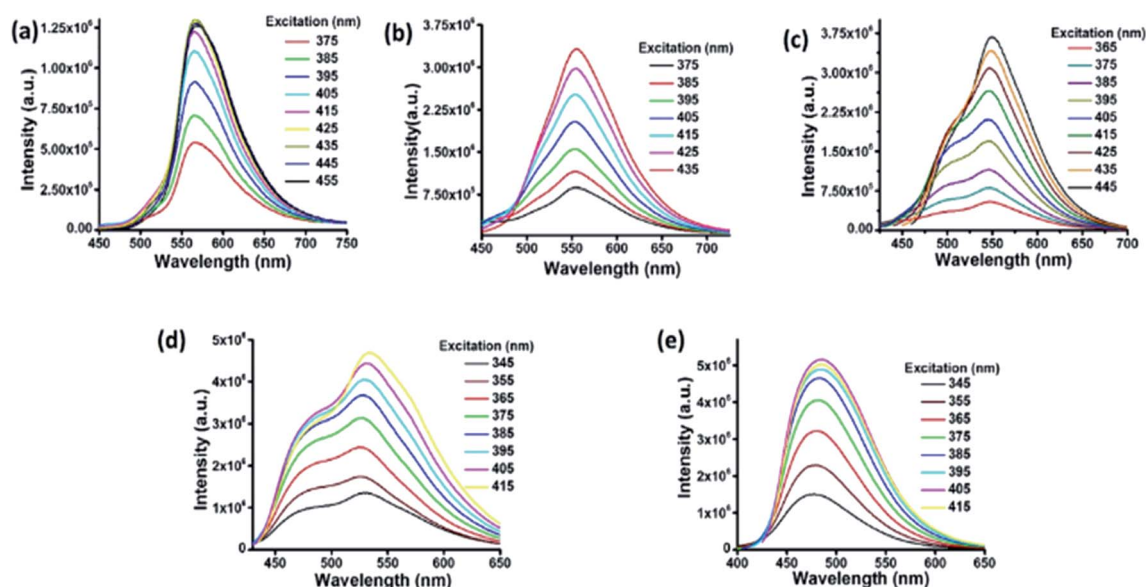 (a)
Intensity (a.u.)
1.25x10⁶
1.00x10⁶
7.50x10⁵
5.00x10⁵
2.50x10⁵
0.00
450 500 550 600 650 700 750
Wavelength (nm)
Excitation (nm)
375
385
395
405
415
425
435
445
455
(b)
Intensity(a.u.)
3.75x10⁶
3.00x10⁶
2.25x10⁶
1.50x10⁶
7.50x10⁵
450 500 550 600 650 700
Wavelength (nm)
Excitation (nm)
375
385
395
405
415
425
435
(c)
Intensity (a.u.)
3.75x10⁶
3.00x10⁶
2.25x10⁶
1.50x10⁶
7.50x10⁵
0.00
450 500 550 600 650 700
Wavelength (nm)
Excitation (nm)
365
375
385
395
405
415
425
435
445
(d)
Intensity (a.u.)
5x10⁶
4x10⁶
3x10⁶
2x10⁶
1x10⁶
0
450 500 550 600 650
Wavelength (nm)
Excitation (nm)
345
355
365
375
385
395
405
415
(e)
Intensity (a.u.)
5x10⁶
4x10⁶
3x10⁶
2x10⁶
1x10⁶
0
400 450 500 550 600 650
Wavelength (nm)
Excitation (nm)
345
355
365
375
385
395
405
415